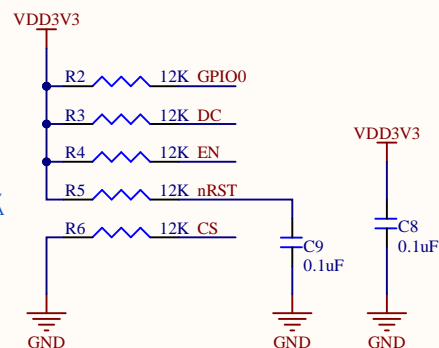 VDD3V3
R2 12K GPIO0
R3 12K DC
VDD3V3
R4 12K EN
R5 12K nRST
R6 12K CS
C8
0.1uF
C9
0.1uF
GND
GND
GND